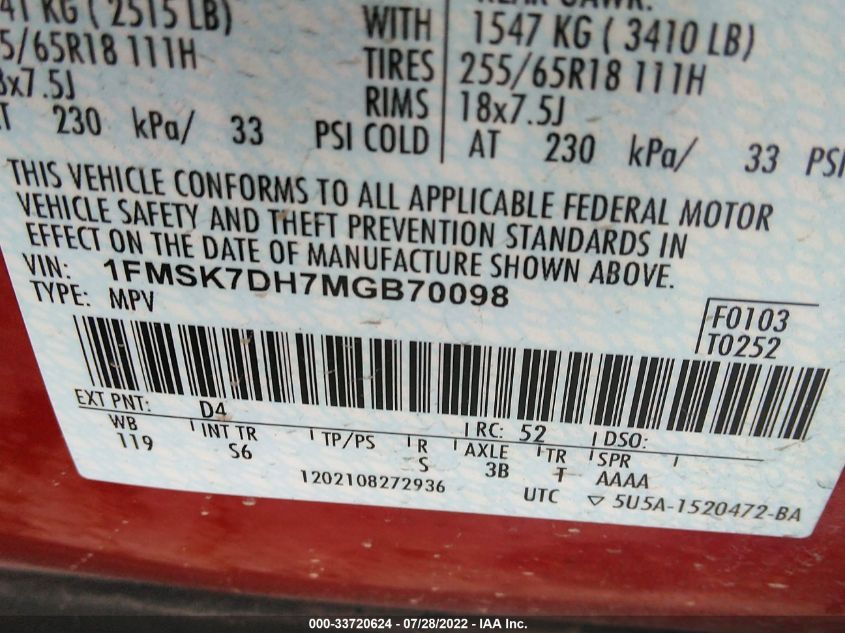 41 KG ( 2515 LB)
5/65R18 111H
8x7.5J
AT 230 kPa/ 33 PSI COLD
WITH 1547 KG ( 3410 LB)
TIRES 255/65R18 111H
RIMS 18x7.5J
AT 230 kPa/ 33 PSI
THIS VEHICLE CONFORMS TO ALL APPLICABLE FEDERAL MOTOR
VEHICLE SAFETY AND THEFT PREVENTION STANDARDS IN
EFFECT ON THE DATE OF MANUFACTURE SHOWN ABOVE.
VIN: 1FMSK7DH7MGB70098
TYPE: MPV
F0103
T0252
EXT PNT: D4 RC: 52 DSO:
WB INT TR TP/PS R AXLE TR SPR
119 S6 S 3B T AAAA
1202108272936
UTC ▽ 5U5A-1520472-BA
000-33720624 - 07/28/2022 - IAA Inc.